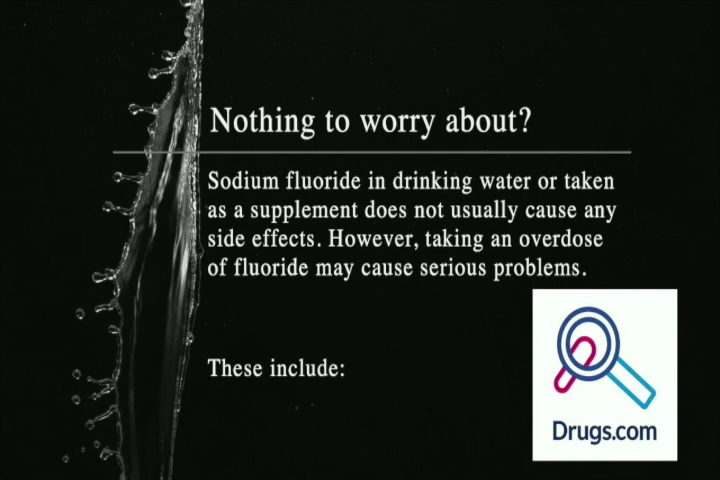 Nothing to worry about?
Sodium fluoride in drinking water or taken
as a supplement does not usually cause any
side effects. However, taking an overdose
of fluoride may cause serious problems.
These include:
Drugs.com